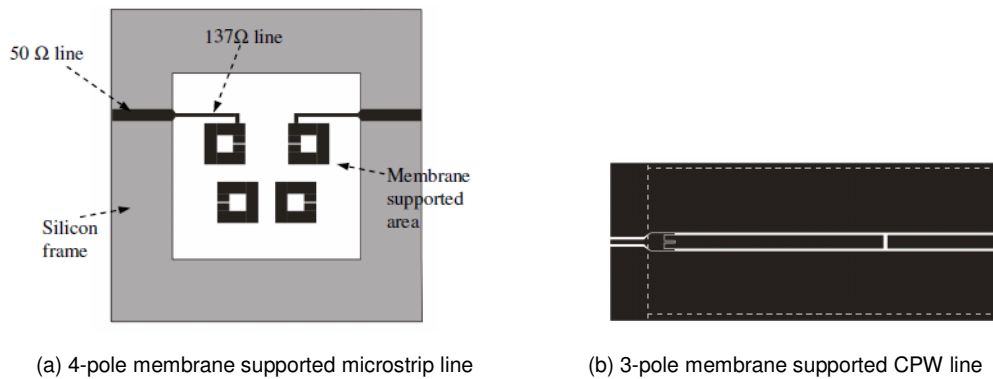 137Ω line
50 Ω line
Membrane
supported
area
Silicon
frame
(a) 4-pole membrane supported microstrip line
(b) 3-pole membrane supported CPW line